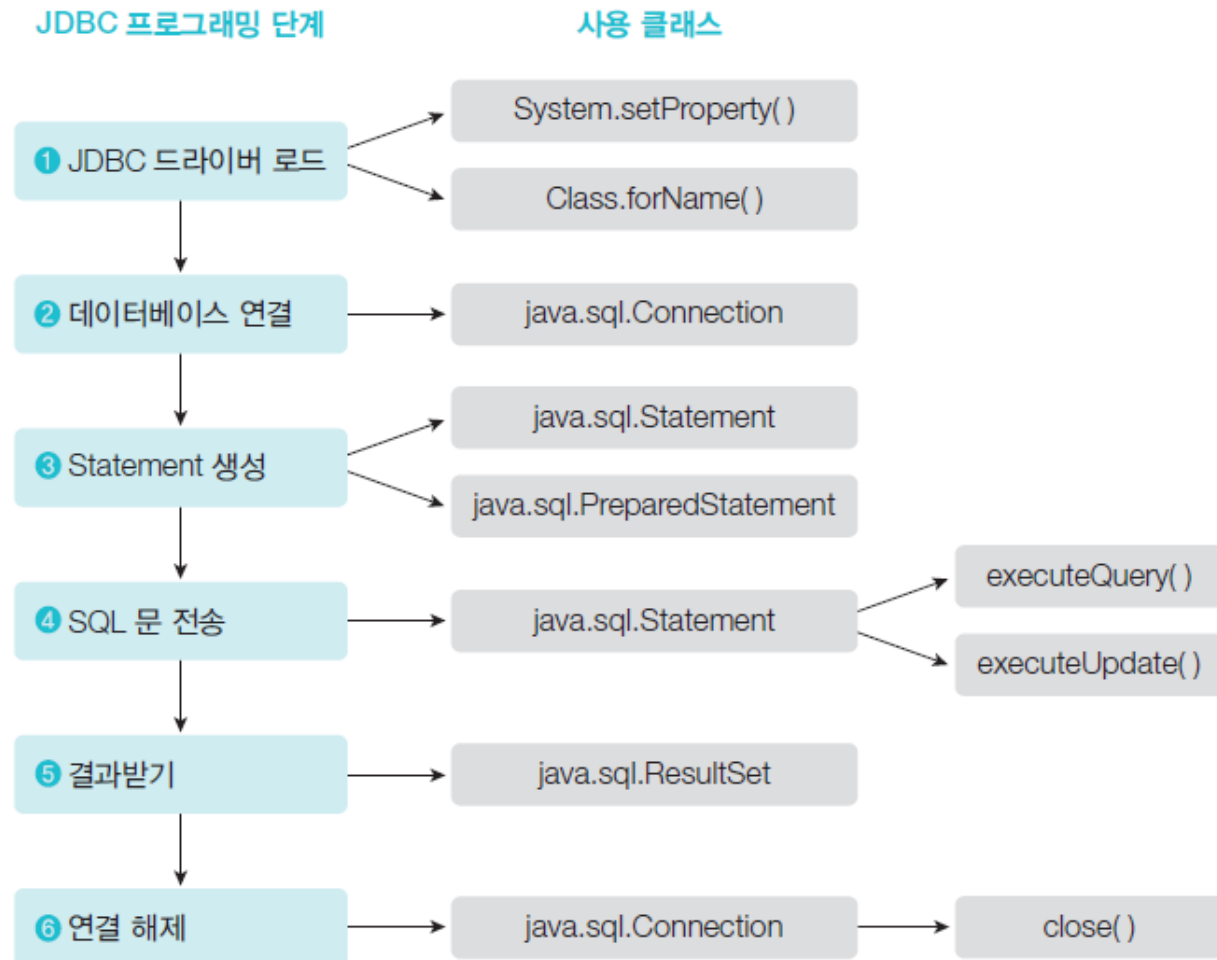 JDBC 프로그래밍 단계
사용 클래스
❶ JDBC 드라이버 로드
System.setProperty( )
Class.forName( )
❷ 데이터베이스 연결
java.sql.Connection
❸ Statement 생성
java.sql.Statement
java.sql.PreparedStatement
❹ SQL 문 전송
java.sql.Statement
executeQuery( )
executeUpdate( )
❺ 결과받기
java.sql.ResultSet
❻ 연결 해제
java.sql.Connection
close( )